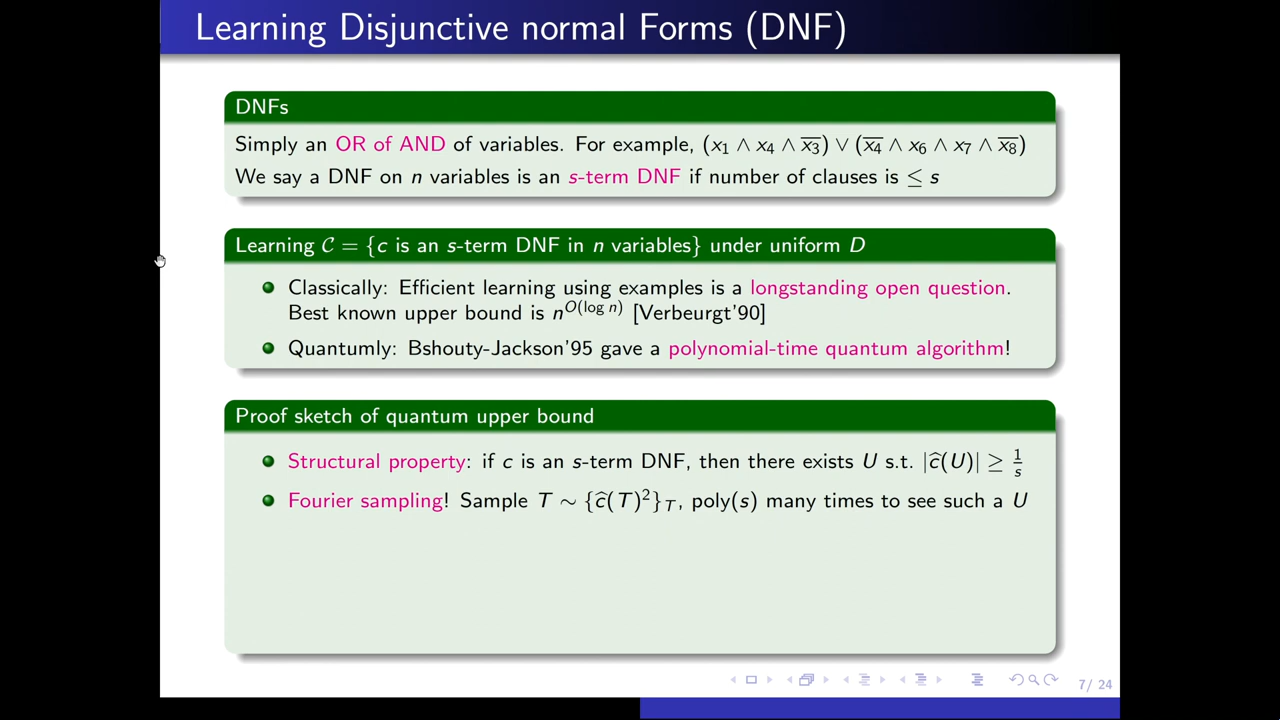 Learning Disjunctive normal Forms (DNF)
DNFs
Simply an OR of AND of variables. For example, (x₁ ∧ x₄ ∧ x̅₃) ∨ (x̅₄ ∧ x₆ ∧ x₇ ∧ x̅₈)
We say a DNF on n variables is an s-term DNF if number of clauses is ≤ s
Learning 𝒞 = {c is an s-term DNF in n variables} under uniform D
Classically: Efficient learning using examples is a longstanding open question.
Best known upper bound is n^{O(log n)} [Verbeurgt'90]
Quantumly: Bshouty-Jackson'95 gave a polynomial-time quantum algorithm!
Proof sketch of quantum upper bound
Structural property: if c is an s-term DNF, then there exists U s.t. |ĉ(U)| ≥ 1/s
Fourier sampling! Sample T ∼ {ĉ(T)²}_T, poly(s) many times to see such a U
7/ 24